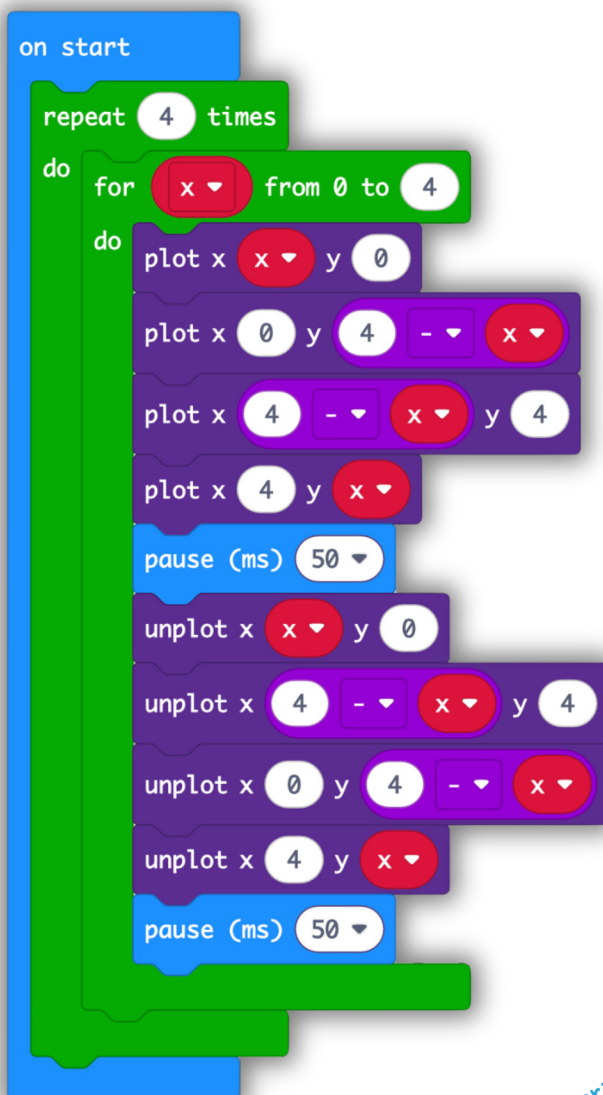 on start
repeat 4 times
do
for x from 0 to 4
do
plot x x y 0
plot x 0 y 4 - x
plot x 4 - x y 4
plot x 4 y x
pause (ms) 50
unplot x x y 0
unplot x 4 - x y 4
unplot x 0 y 4 - x
unplot x 4 y x
pause (ms) 50